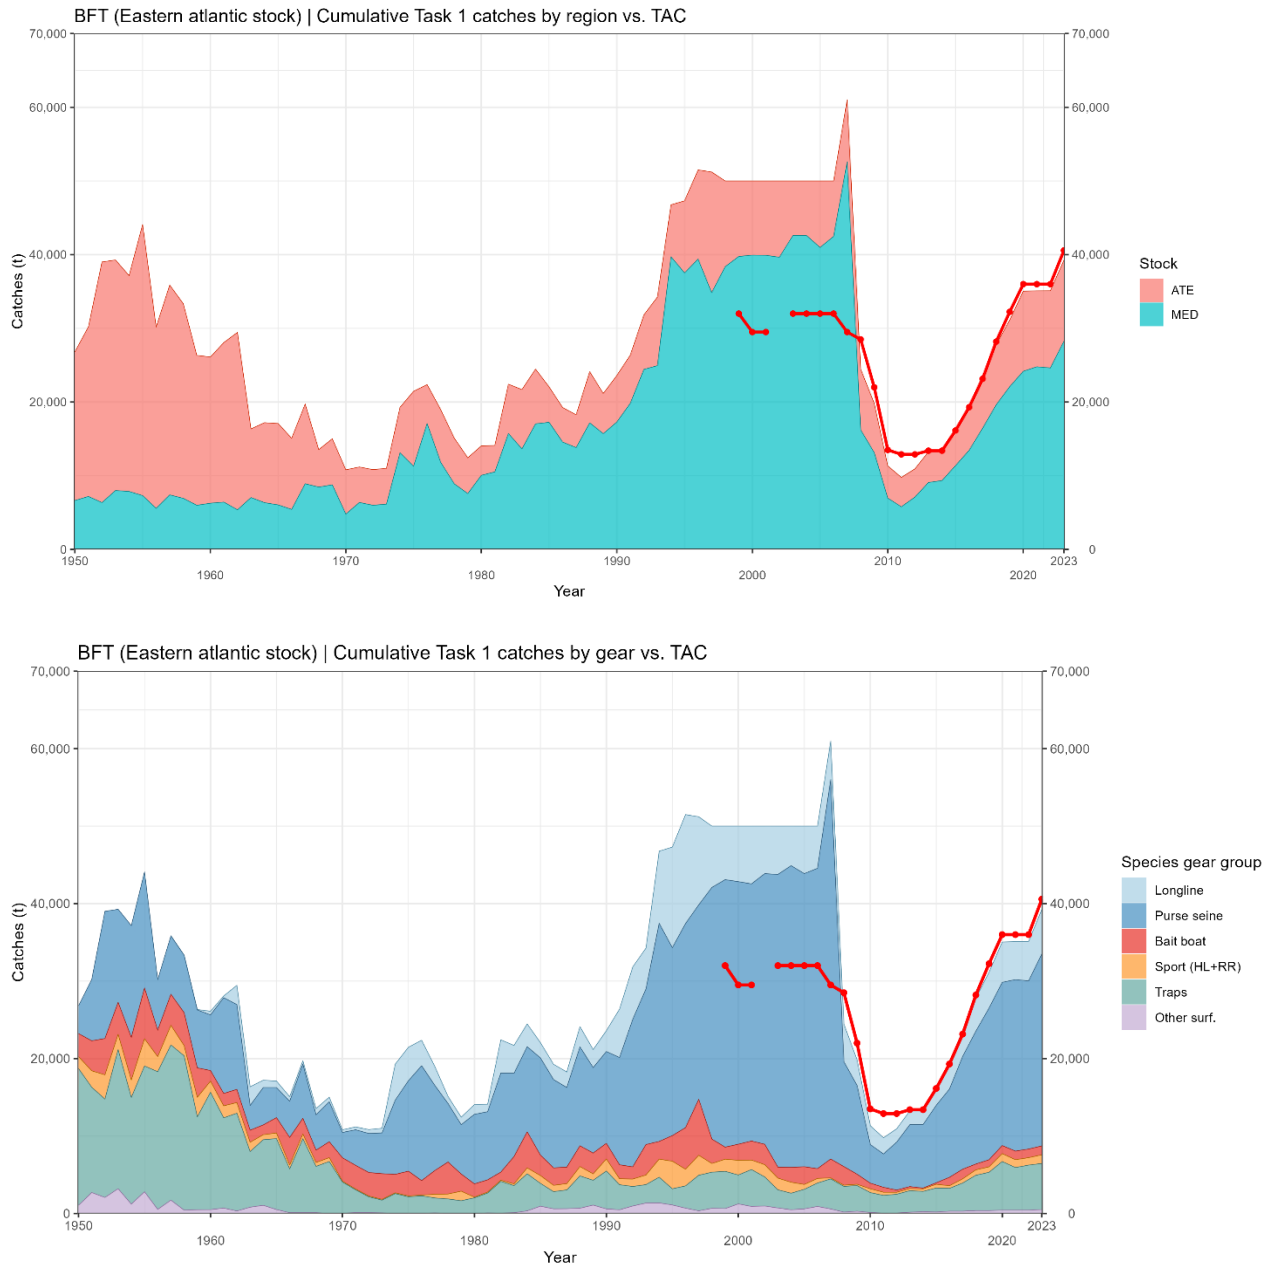 BFT (Eastern atlantic stock) | Cumulative Task 1 catches by region vs. TAC
70,000
70,000
60,000
60,000
40,000
40,000
20,000
20,000
0
0
Catches (t)
1950
1970
1990
2010
2023
1960
1980
2000
2020
Year
Stock
ATE
MED
BFT (Eastern atlantic stock) | Cumulative Task 1 catches by gear vs. TAC
70,000
70,000
60,000
60,000
40,000
40,000
20,000
20,000
0
0
Catches (t)
1950
1970
1990
2010
2023
1960
1980
2000
2020
Year
Species gear group
Longline
Purse seine
Bait boat
Sport (HL+RR)
Traps
Other surf.